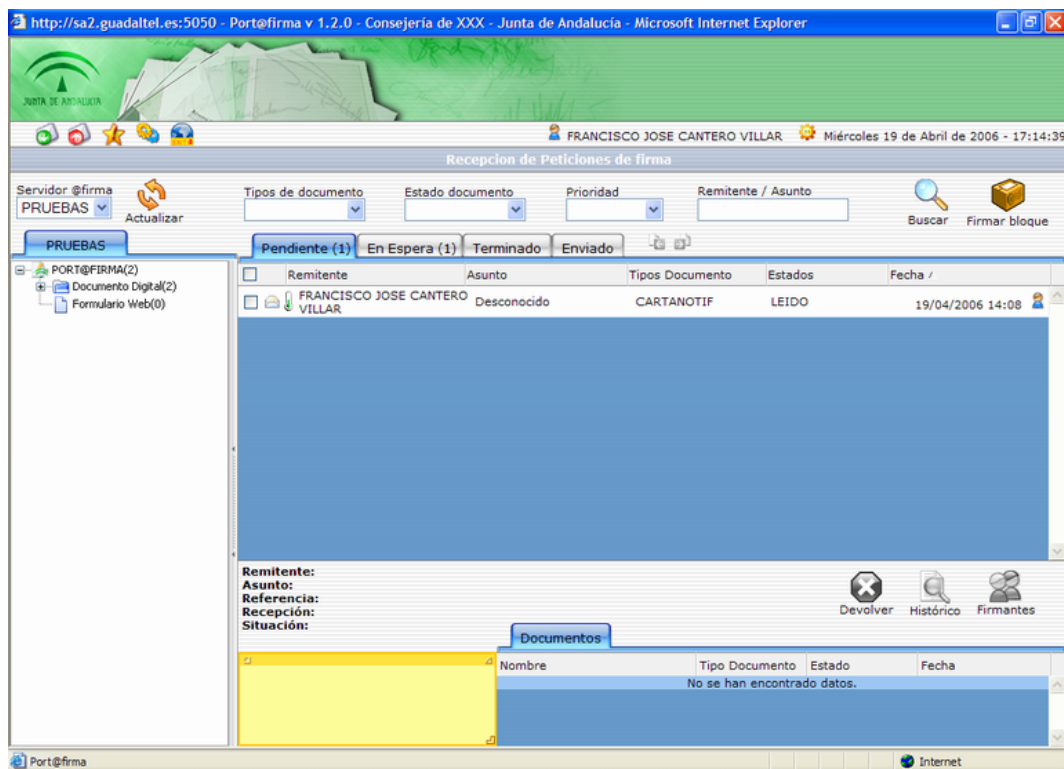 http://sa2.guadaltel.es:5050 - Port@firma v 1.2.0 - Consejería de XXX - Junta de Andalucía - Microsoft Internet Explorer
JUNTA DE ANDALUCIA
FRANCISCO JOSE CANTERO VILLAR Miércoles 19 de Abril de 2006 - 17:14:39
Recepcion de Peticiones de firma
Servidor @firma Tipos de documento Estado documento Prioridad Remitente / Asunto
PRUEBAS Actualizar Buscar Firmar bloque
PRUEBAS Pendiente (1) En Espera (1) Terminado Enviado
PORT@FIRMA(2)
Documento Digital(2)
Formulario Web(0)
Remitente Asunto Tipos Documento Estados Fecha /
FRANCISCO JOSE CANTERO VILLAR Desconocido CARTANOTIF LEIDO 19/04/2006 14:08
Remitente:
Asunto:
Referencia:
Recepción:
Situación:
Devolver Histórico Firmantes
Documentos
Nombre Tipo Documento Estado Fecha
No se han encontrado datos.
Port@firma Internet